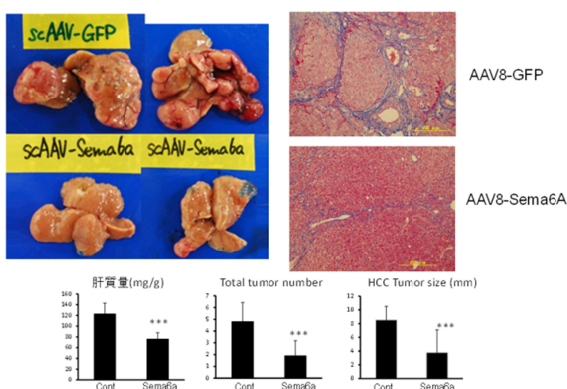 scAAV-GFP
scAAV-Sema6a
scAAV-Sema6a
AAV8-GFP
AAV8-Sema6A
肝質量(mg/g)
160
140
120
100
80
60
40
20
0
***
Cont
Sema6a
Total tumor number
7
6
5
4
3
2
1
0
***
Cont
Sema6a
HCC Tumor size (mm)
12
10
8
6
4
2
0
***
Cont
Sema6a